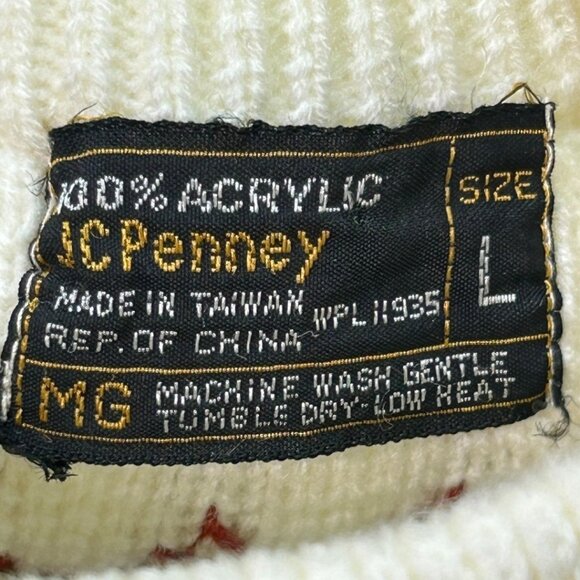 100% ACRYLIC
JCPenney
MADE IN TAIWAN
REP. OF CHINA
WPL 11935
SIZE
L
MG
MACHINE WASH GENTLE
TUMBLE DRY-LOW HEAT